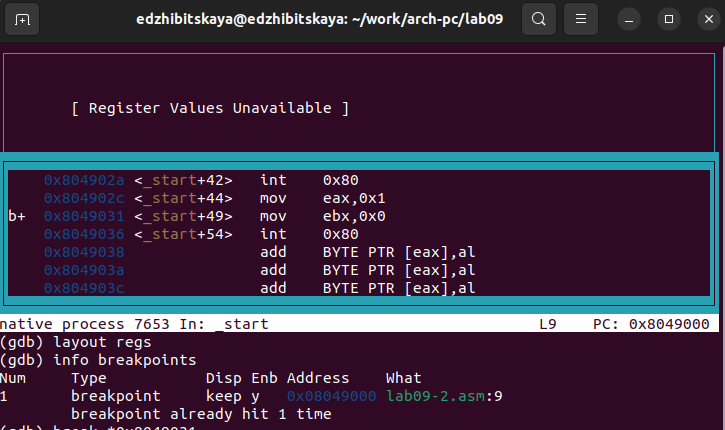 edzhibitskaya@edzhibitskaya: ~/work/arch-pc/lab09
[ Register Values Unavailable ]
0x804902a <_start+42> int 0x80
0x804902c <_start+44> mov eax,0x1
b+ 0x8049031 <_start+49> mov ebx,0x0
0x8049036 <_start+54> int 0x80
0x8049038 add BYTE PTR [eax],al
0x804903a add BYTE PTR [eax],al
0x804903c add BYTE PTR [eax],al
native process 7653 In: _start L9 PC: 0x8049000
(gdb) layout regs
(gdb) info breakpoints
Num Type Disp Enb Address What
1 breakpoint keep y 0x08049000 lab09-2.asm:9
breakpoint already hit 1 time
(gdb) break *0x8049031